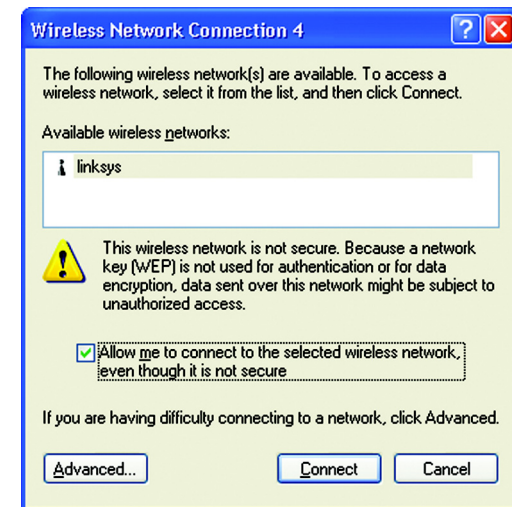 Wireless Network Connection 4
The following wireless network(s) are available. To access a
wireless network, select it from the list, and then click Connect.
Available wireless networks:
linksys
This wireless network is not secure. Because a network
key (WEP) is not used for authentication or for data
encryption, data sent over this network might be subject to
unauthorized access.
Allow me to connect to the selected wireless network,
even though it is not secure
If you are having difficulty connecting to a network, click Advanced.
Advanced... Connect Cancel